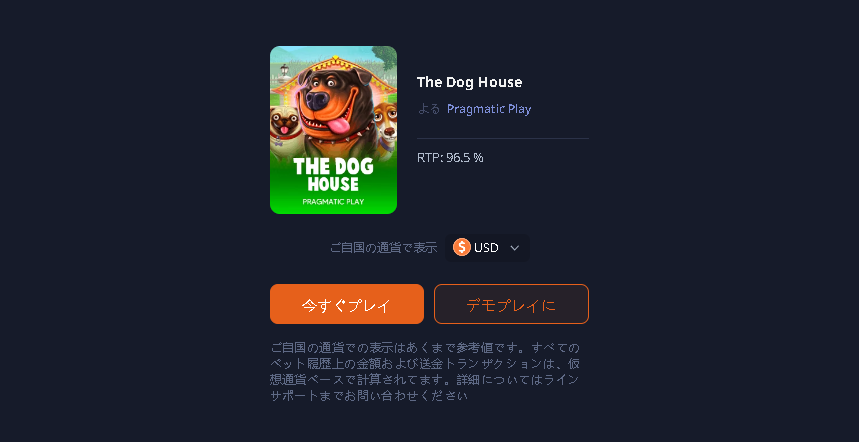 THE DOG
HOUSE
PRAGMATIC PLAY
The Dog House
よる Pragmatic Play
RTP: 96.5 %
ご自国の通貨で表示 $ USD
今すぐプレイ デモプレイに
ご自国の通貨での表示はあくまで参考値です。すべての
ベット履歴上の金額および送金トランザクションは、仮
想通貨ベースで計算されてます。詳細についてはライン
サポートまでお問い合わせください